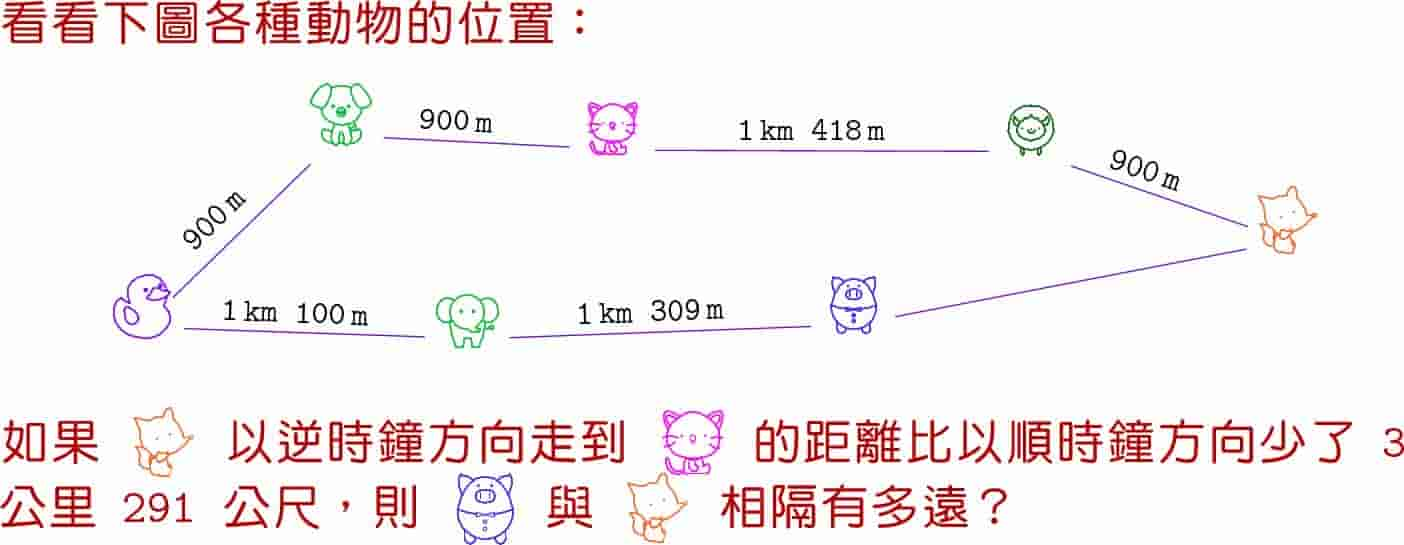 看看下圖各種動物的位置：
900 m
1 km 418 m
900 m
900 m
1 km 100 m
1 km 309 m
如果 以逆時鐘方向走到 的距離比以順時鐘方向少了 3
公里 291 公尺，則 與 相隔有多遠？